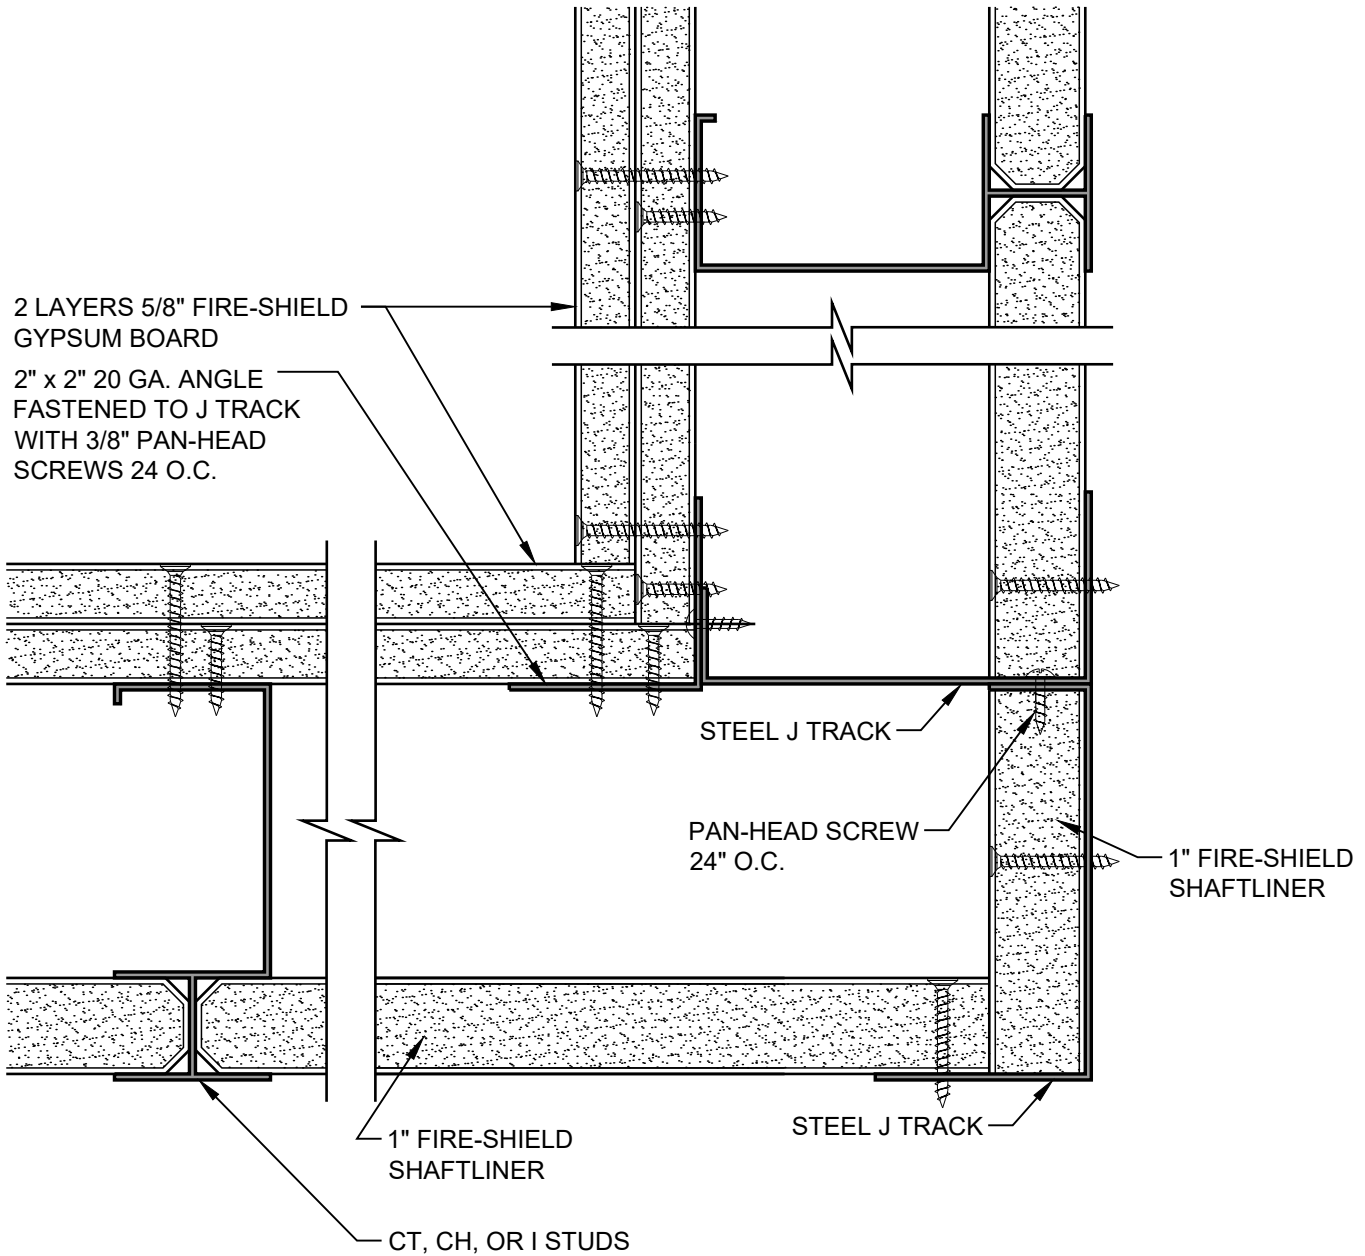 2 LAYERS 5/8" FIRE-SHIELD
GYPSUM BOARD
2" x 2" 20 GA. ANGLE
FASTENED TO J TRACK
WITH 3/8" PAN-HEAD
SCREWS 24 O.C.
STEEL J TRACK
PAN-HEAD SCREW
24" O.C.
1" FIRE-SHIELD
SHAFTLINER
STEEL J TRACK
1" FIRE-SHIELD
SHAFTLINER
CT, CH, OR I STUDS